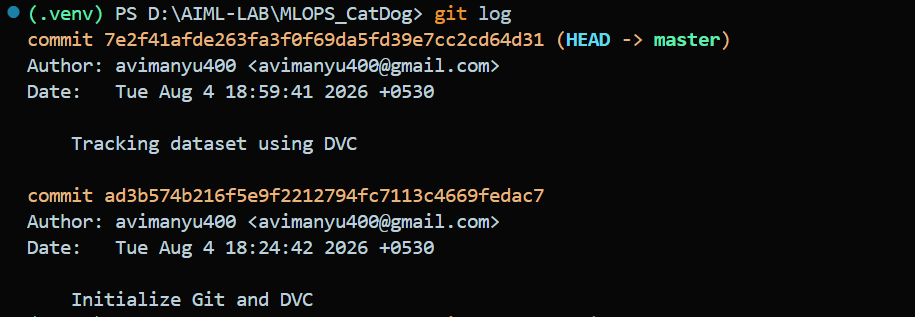 (.venv) PS D:\AIML-LAB\MLOPS_CatDog> git log
commit 7e2f41afde263fa3f0f69da5fd39e7cc2cd64d31 (HEAD -> master)
Author: avimanyu400 <avimanyu400@gmail.com>
Date:   Tue Aug 4 18:59:41 2026 +0530
    Tracking dataset using DVC
commit ad3b574b216f5e9f2212794fc7113c4669fedac7
Author: avimanyu400 <avimanyu400@gmail.com>
Date:   Tue Aug 4 18:24:42 2026 +0530
    Initialize Git and DVC